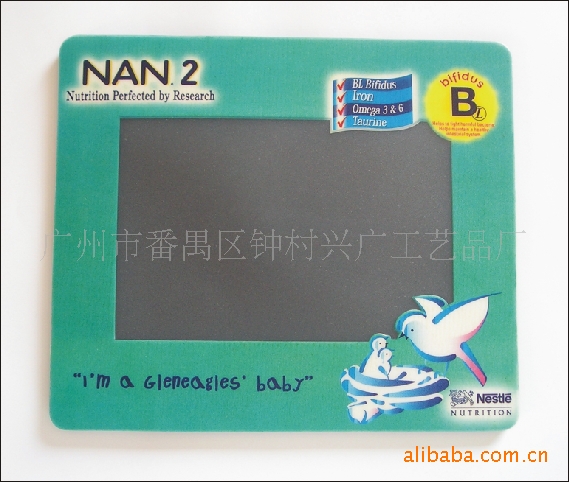 NAN. 2
Nutrition Perfected by Research
BL Bifidus
Iron
Omega 3 & 6
Taurine
bifidus
B
L
广州市番禺区钟村兴广工艺品厂
"i'm a Gleneagles' baby"
Nestlé
NUTRITION
alibaba.com.cn